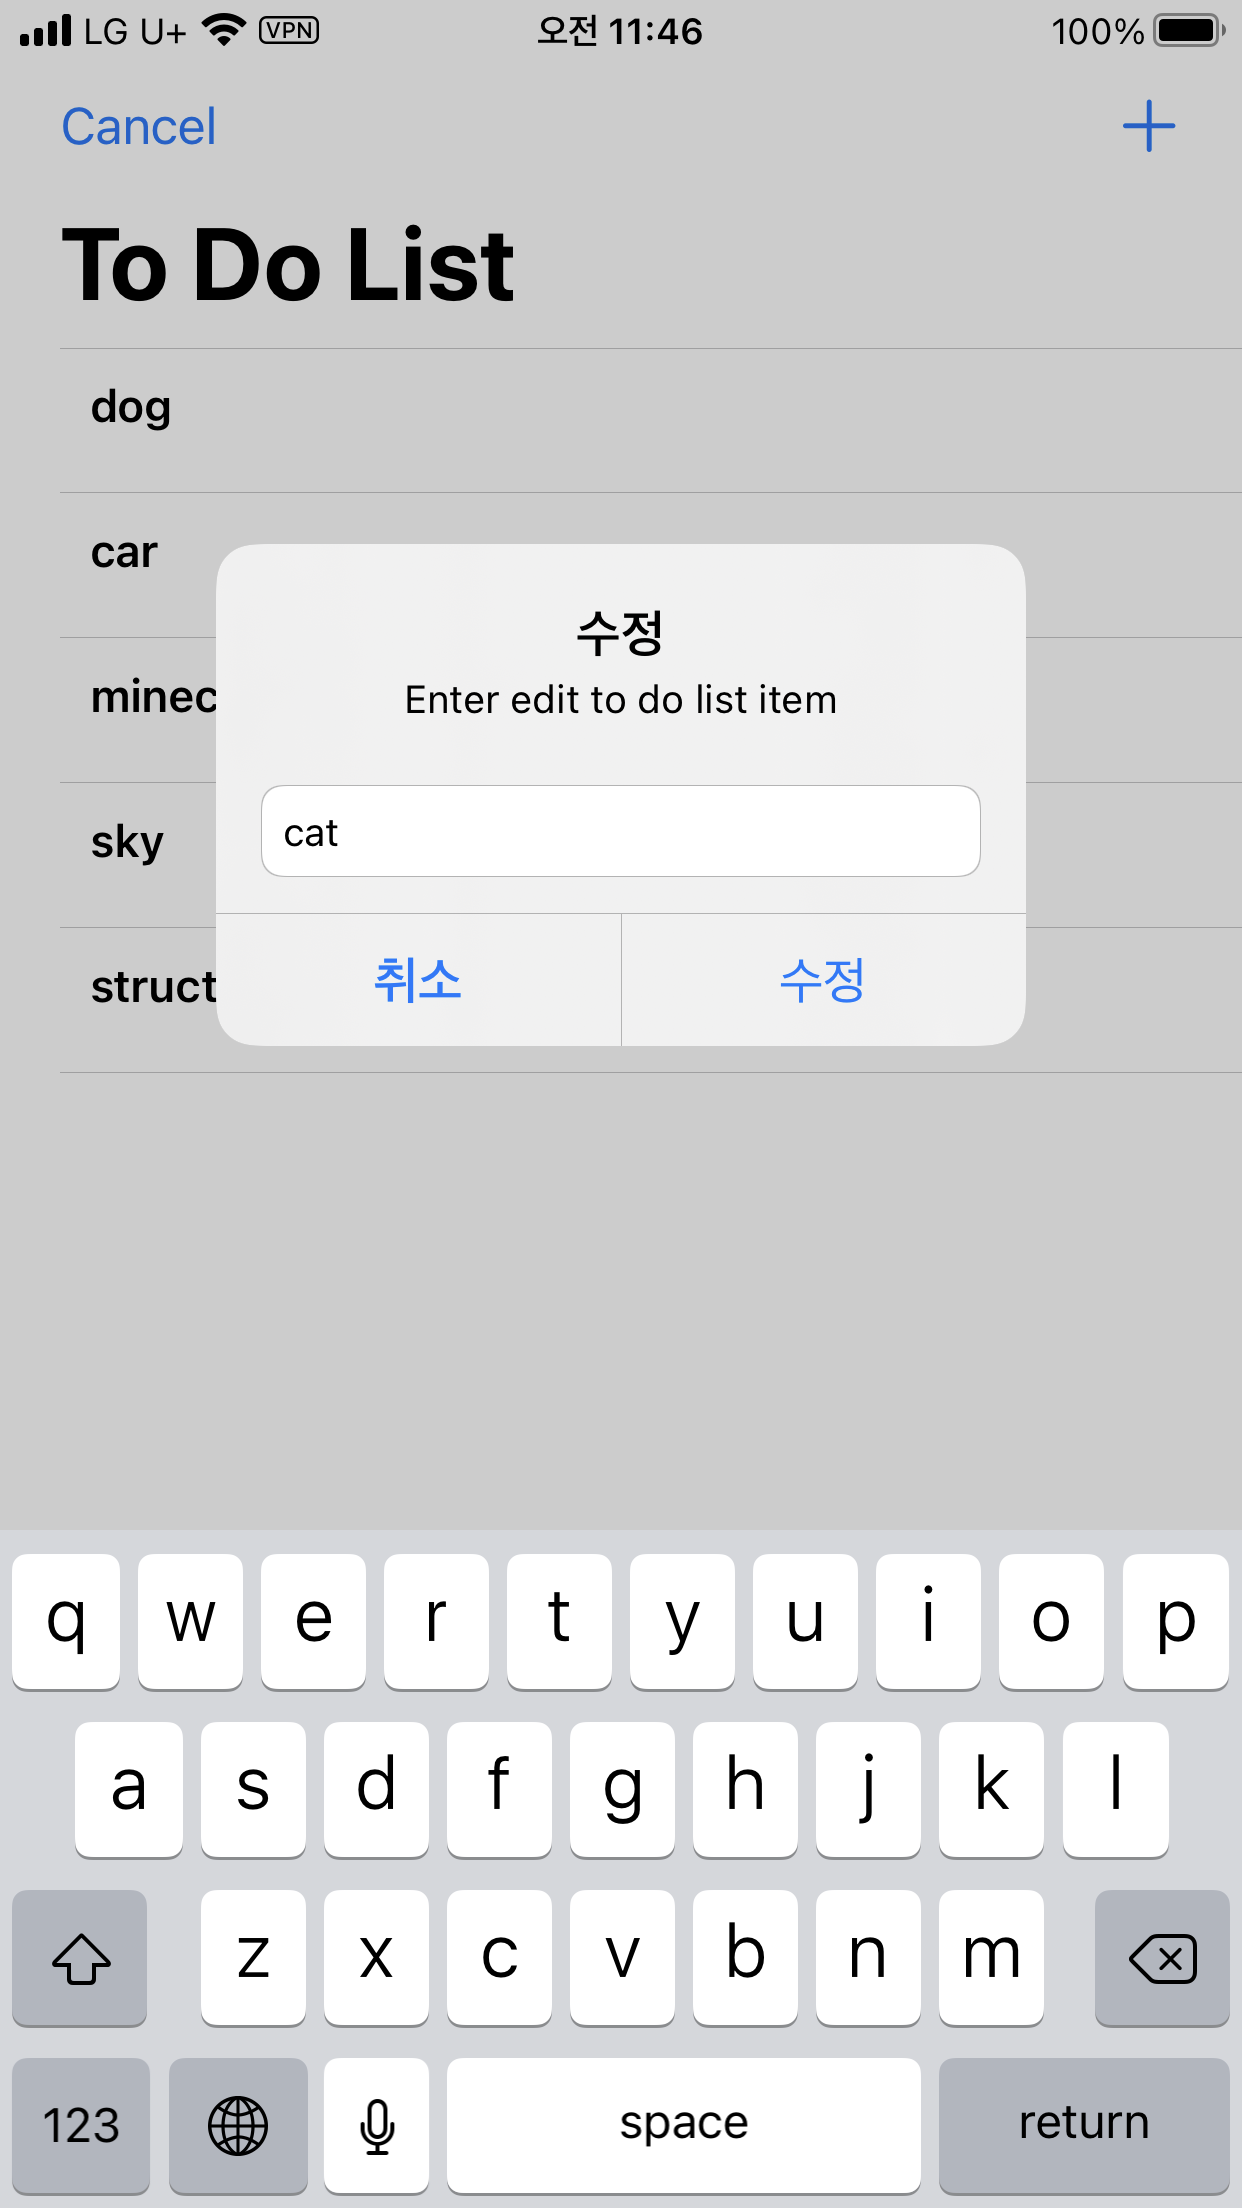 LG U+ VPN 오전 11:46 100%
Cancel
To Do List
dog
car
minec
sky
struct
수정
Enter edit to do list item
cat
취소 수정
q w e r t y u i o p
a s d f g h j k l
z x c v b n m
123 space return